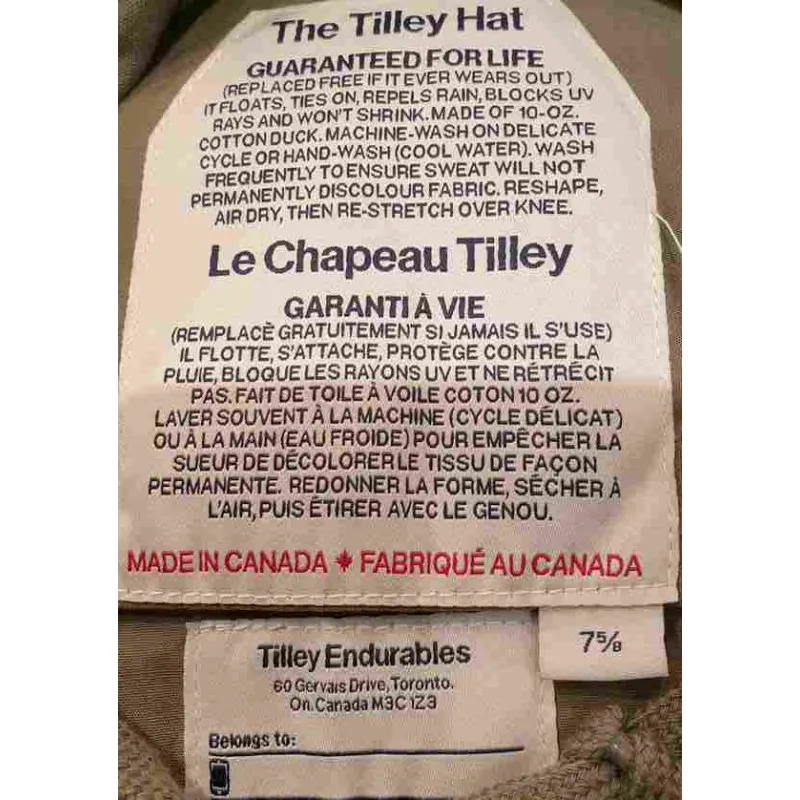 The Tilley Hat
GUARANTEED FOR LIFE
(REPLACED FREE IF IT EVER WEARS OUT)
IT FLOATS, TIES ON, REPELS RAIN, BLOCKS UV
RAYS AND WON'T SHRINK. MADE OF 10-OZ.
COTTON DUCK. MACHINE-WASH ON DELICATE
CYCLE OR HAND-WASH (COOL WATER). WASH
FREQUENTLY TO ENSURE SWEAT WILL NOT
PERMANENTLY DISCOLOUR FABRIC. RESHAPE,
AIR DRY, THEN RE-STRETCH OVER KNEE.
Le Chapeau Tilley
GARANTI À VIE
(REMPLACÈ GRATUITEMENT SI JAMAIS IL S'USE)
IL FLOTTE, S'ATTACHE, PROTÈGE CONTRE LA
PLUIE, BLOQUE LES RAYONS UV ET NE RÉTRÉCIT
PAS. FAIT DE TOILE À VOILE COTON 10 OZ.
LAVER SOUVENT À LA MACHINE (CYCLE DÉLICAT)
OU À LA MAIN (EAU FROIDE) POUR EMPÊCHER LA
SUEUR DE DÉCOLORER LE TISSU DE FAÇON
PERMANENTE. REDONNER LA FORME, SÉCHER À
L'AIR, PUIS ÉTIRER AVEC LE GENOU.
MADE IN CANADA FABRIQUÉ AU CANADA
7⅝
Tilley Endurables
60 Gervais Drive, Toronto.
On. Canada M3C 1Z3
Belongs to: